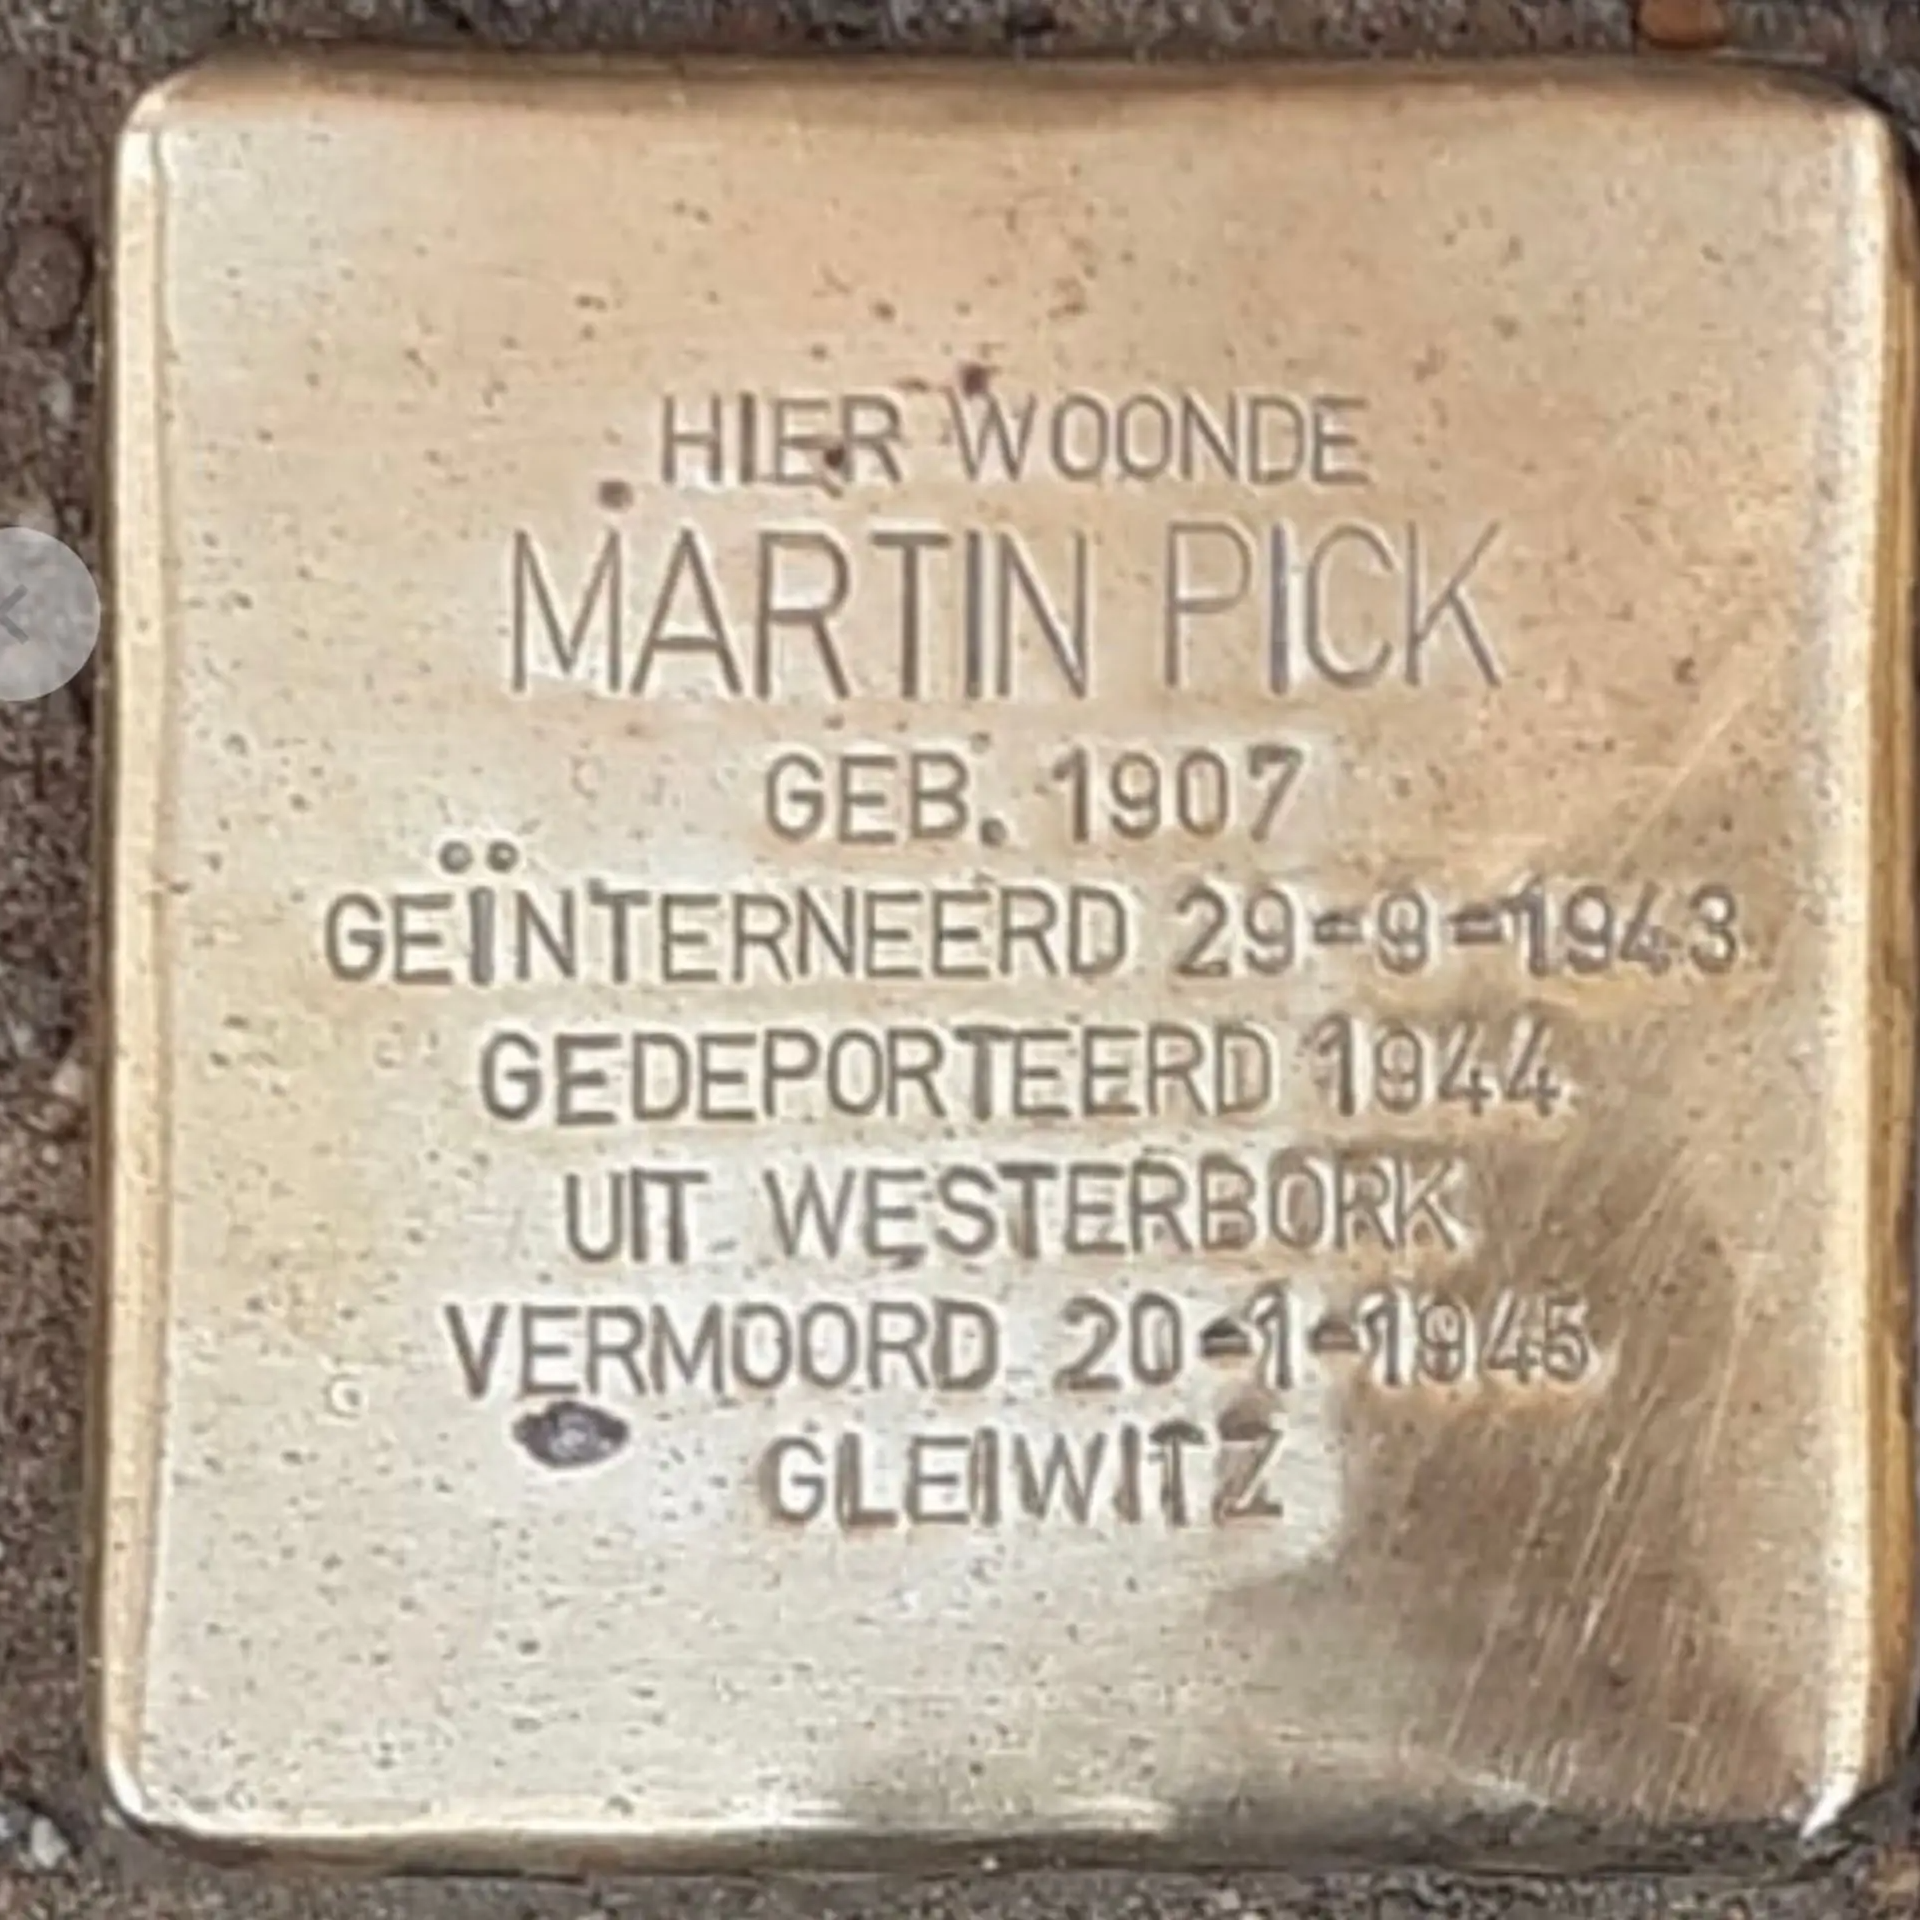 HIER WOONDE
MARTIN PICK
GEB. 1907
GEÏNTERNEERD 29-9-1943
GEDEPORTEERD 1944
UIT WESTERBORK
VERMOORD 20-1-1945
GLEIWITZ